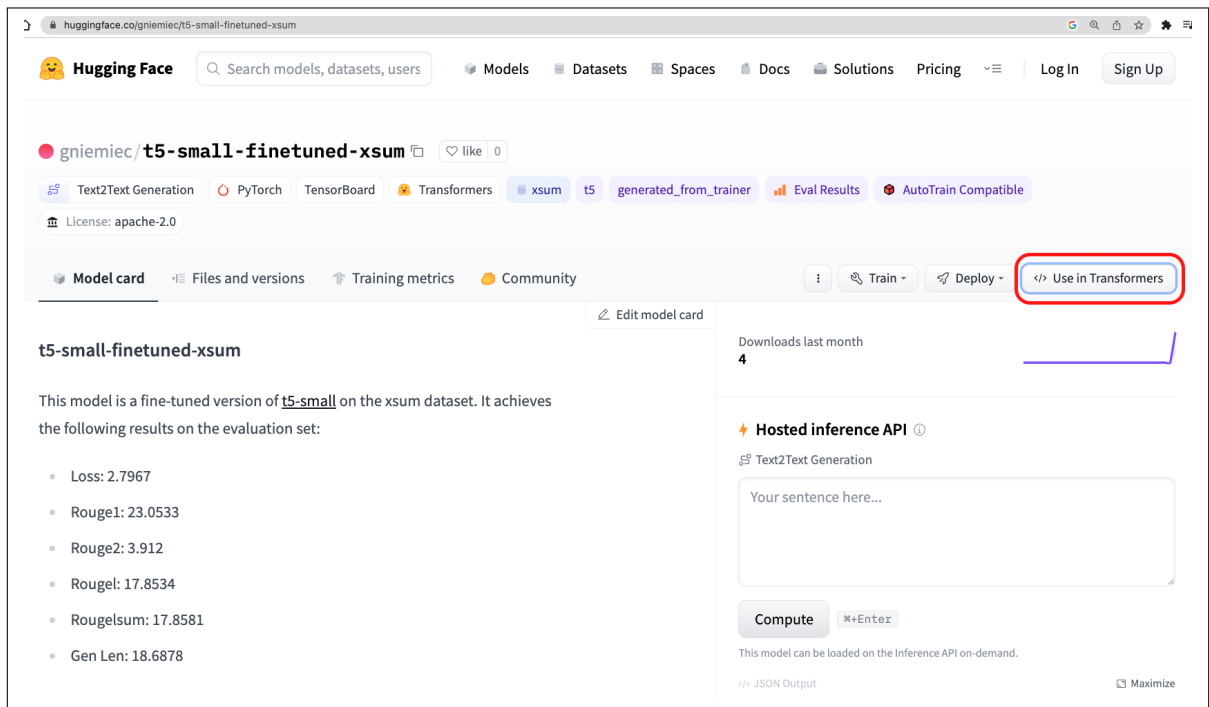 huggingface.co/gniemiec/t5-small-finetuned-xsum
Hugging Face Search models, datasets, users Models Datasets Spaces Docs Solutions Pricing Log In Sign Up
gniemiec/t5-small-finetuned-xsum like 0
Text2Text Generation PyTorch TensorBoard Transformers xsum t5 generated_from_trainer Eval Results AutoTrain Compatible
License: apache-2.0
Model card Files and versions Training metrics Community Train Deploy </> Use in Transformers
Edit model card
t5-small-finetuned-xsum
This model is a fine-tuned version of t5-small on the xsum dataset. It achieves
the following results on the evaluation set:
Loss: 2.7967
Rouge1: 23.0533
Rouge2: 3.912
Rougel: 17.8534
Rougelsum: 17.8581
Gen Len: 18.6878
Downloads last month
4
Hosted inference API
Text2Text Generation
Your sentence here...
Compute ⌘+Enter
This model can be loaded on the Inference API on-demand.
</> JSON Output Maximize